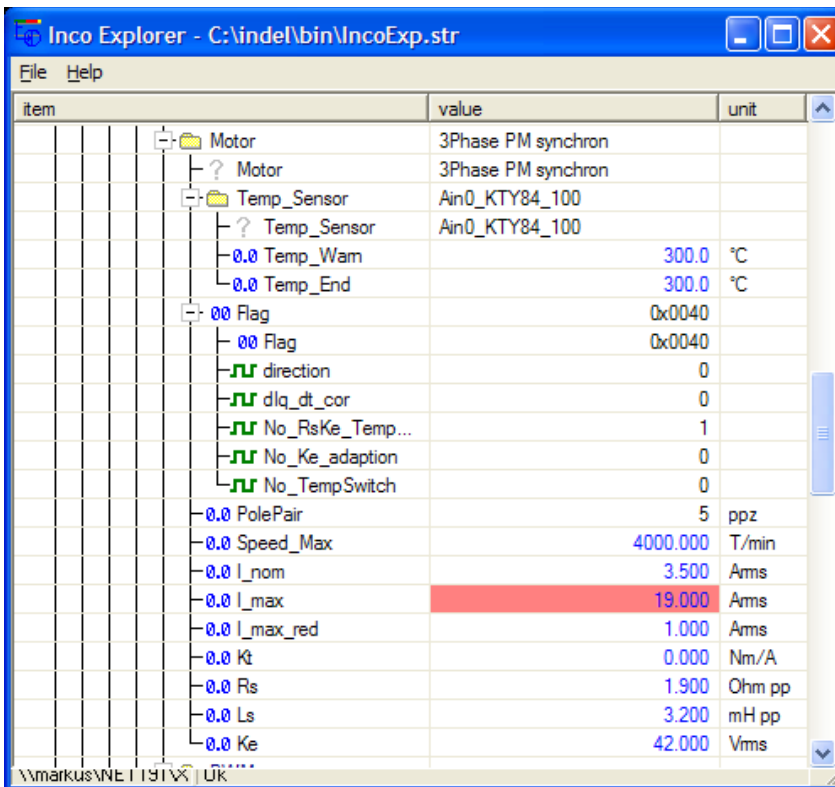 Inco Explorer - C:\indel\bin\IncoExp.str
File Help
item value unit
Motor 3Phase PM synchron
? Motor 3Phase PM synchron
Temp_Sensor Ain0_KTY84_100
? Temp_Sensor Ain0_KTY84_100
0.0 Temp_Warn 300.0 °C
0.0 Temp_End 300.0 °C
00 Flag 0x0040
00 Flag 0x0040
direction 0
dIq_dt_cor 0
No_RsKe_Temp... 1
No_Ke_adaption 0
No_TempSwitch 0
0.0 PolePair 5 ppz
0.0 Speed_Max 4000.000 T/min
0.0 I_nom 3.500 Arms
0.0 I_max 19.000 Arms
0.0 I_max_red 1.000 Arms
0.0 Kt 0.000 Nm/A
0.0 Rs 1.900 Ohm pp
0.0 Ls 3.200 mH pp
0.0 Ke 42.000 Vrms